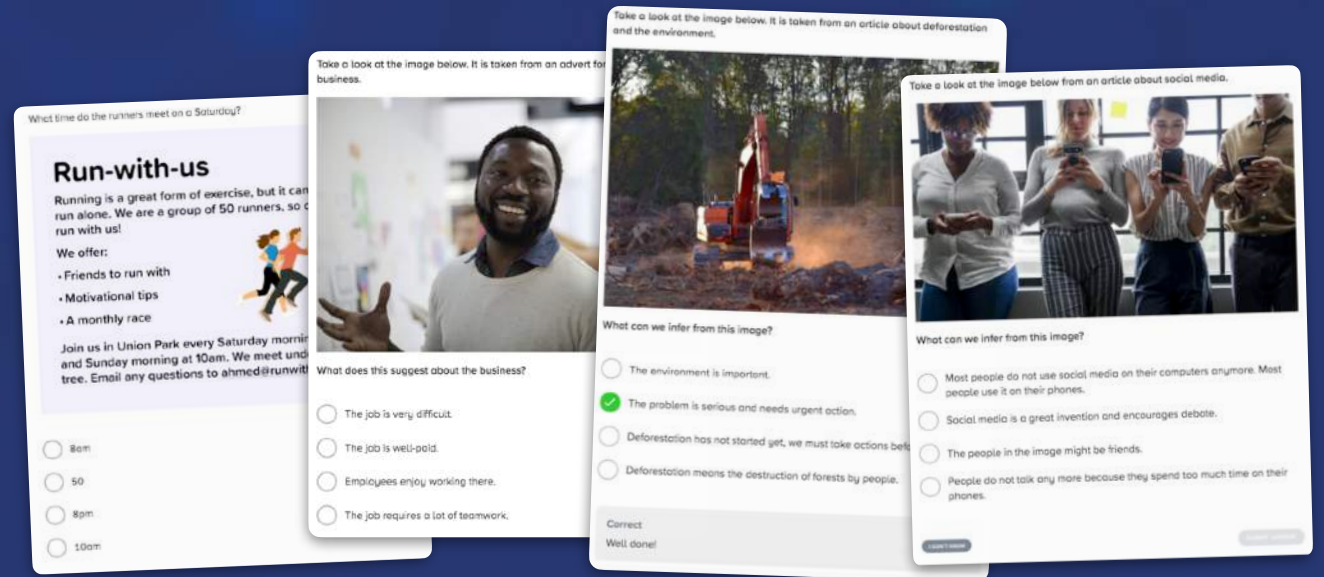 What time do the runners meet on a Saturday?
Run-with-us
Running is a great form of exercise, but it can
run alone. We are a group of 50 runners, so
run with us!
We offer:
• Friends to run with
• Motivational tips
• A monthly race
Join us in Union Park every Saturday
and Sunday morning at 10am. We meet
tree. Email any questions to
8am
50
8pm
10am
Take a look at the image below. It is taken from an advert for
business.
What does this suggest about the business?
The job is very difficult.
The job is well-paid.
Employees enjoy working there.
The job requires a lot of teamwork.
Take a look at the image below. It is taken from an article about deforestation
and the environment.
What can we infer from this image?
The environment is important.
The problem is serious and needs urgent action.
Deforestation has not started yet, we must take actions
Deforestation means the destruction of forests by people.
Correct
Well done!
Take a look at the image below from an article about social media.
What can we infer from this image?
Most people do not use social media on their computers anymore. Most
people use it on their phones.
Social media is a great invention and encourages debate.
The people in the image might be friends.
People do not talk any more because they spend too much time on their
phones.